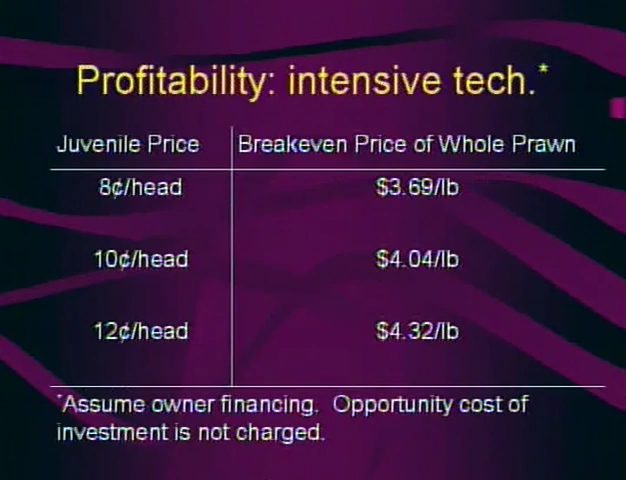 Profitability: intensive tech.*
Juvenile Price Breakeven Price of Whole Prawn
8¢/head $3.69/lb
10¢/head $4.04/lb
12¢/head $4.32/lb
*Assume owner financing. Opportunity cost of
investment is not charged.